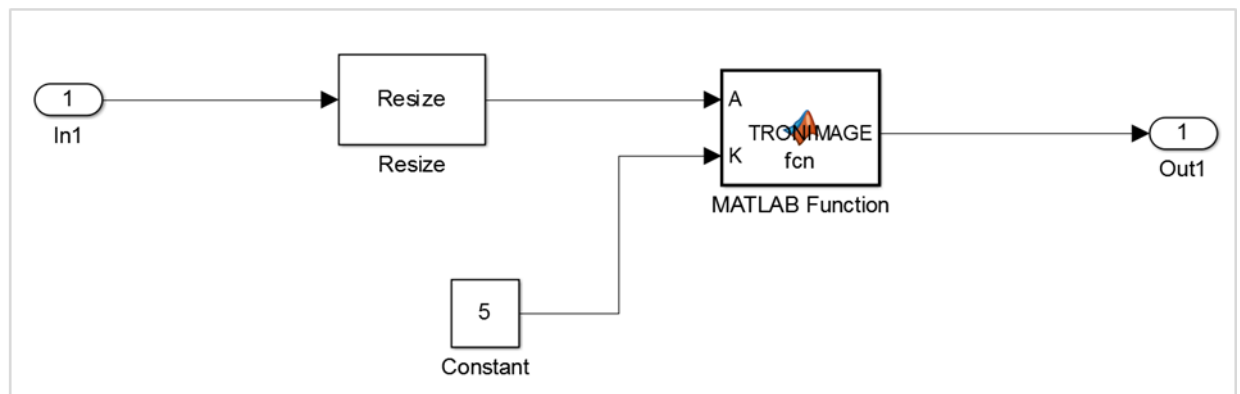 1
In1
Resize
Resize
A
K
TRONIMAGE
fcn
MATLAB Function
1
Out1
5
Constant